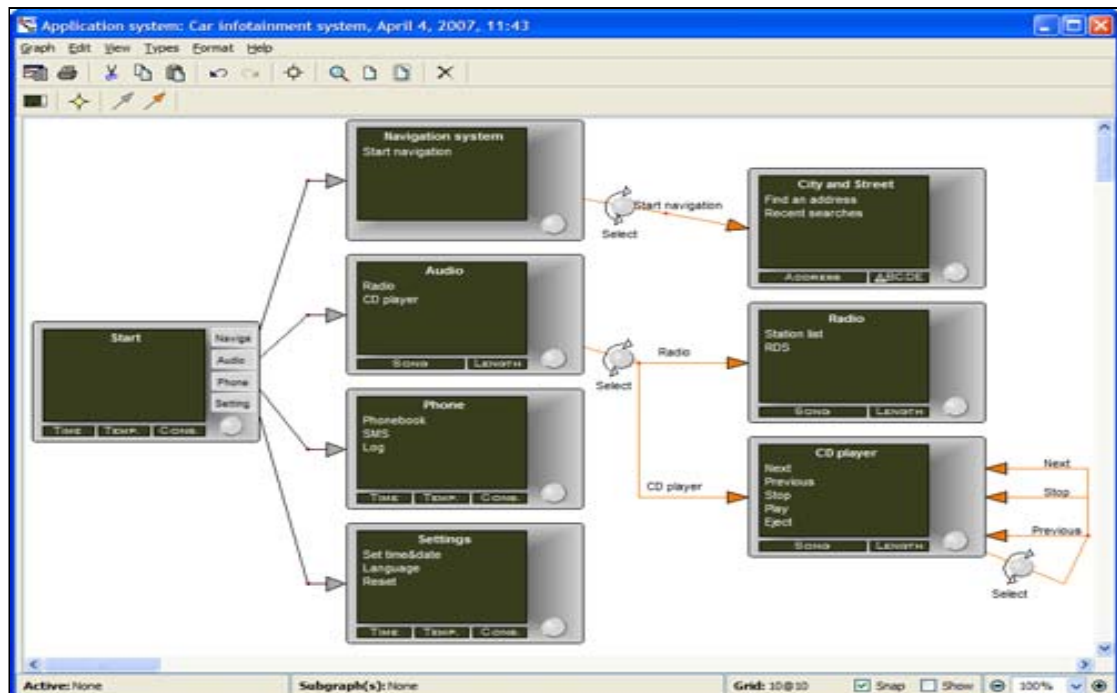 Application system: Car infotainment system, April 4, 2007, 11:43
Graph Edit View Types Format Help
Navigation system
Start navigation
Start navigation
Select
City and Street
Find an address
Recent searches
ADDRESS ABCDE
Audio
Radio
CD player
SONG LENGTH
Select
Radio
Radio
Station list
RDS
SONG LENGTH
Start
Naviga
Audio
Phone
Setting
TIME TEMP. CONS.
Phone
Phonebook
SMS
Log
TIME TEMP. CONS.
CD player
CD player
Next
Previous
Stop
Play
Eject
SONG LENGTH
Next
Stop
Previous
Select
Settings
Set time&date
Language
Reset
TIME TEMP. CONS.
Active: None Subgraph(s): None Grid: 10@10 Snap Show 100%